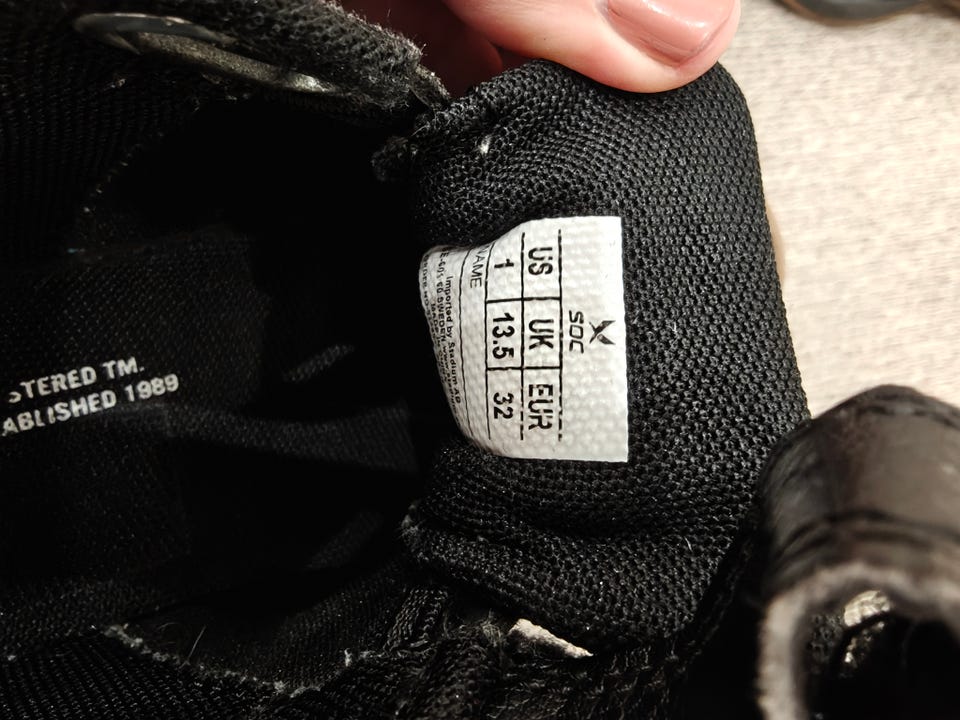 SOC
US UK EUR
1 13.5 32
NAME
Imported by Stadium AB
SWEDEN
STERED TM.
ABLISHED 1989